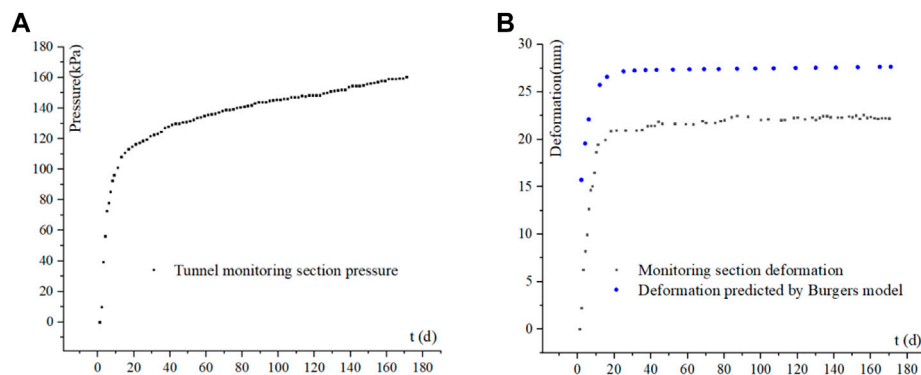 A
Pressure(kPa)
180
160
140
120
100
80
60
40
20
0
Tunnel monitoring section pressure
t (d)
0 20 40 60 80 100 120 140 160 180
B
Deformation(mm)
30
25
20
15
10
5
0
Monitoring section deformation
Deformation predicted by Burgers model
t (d)
0 20 40 60 80 100 120 140 160 180